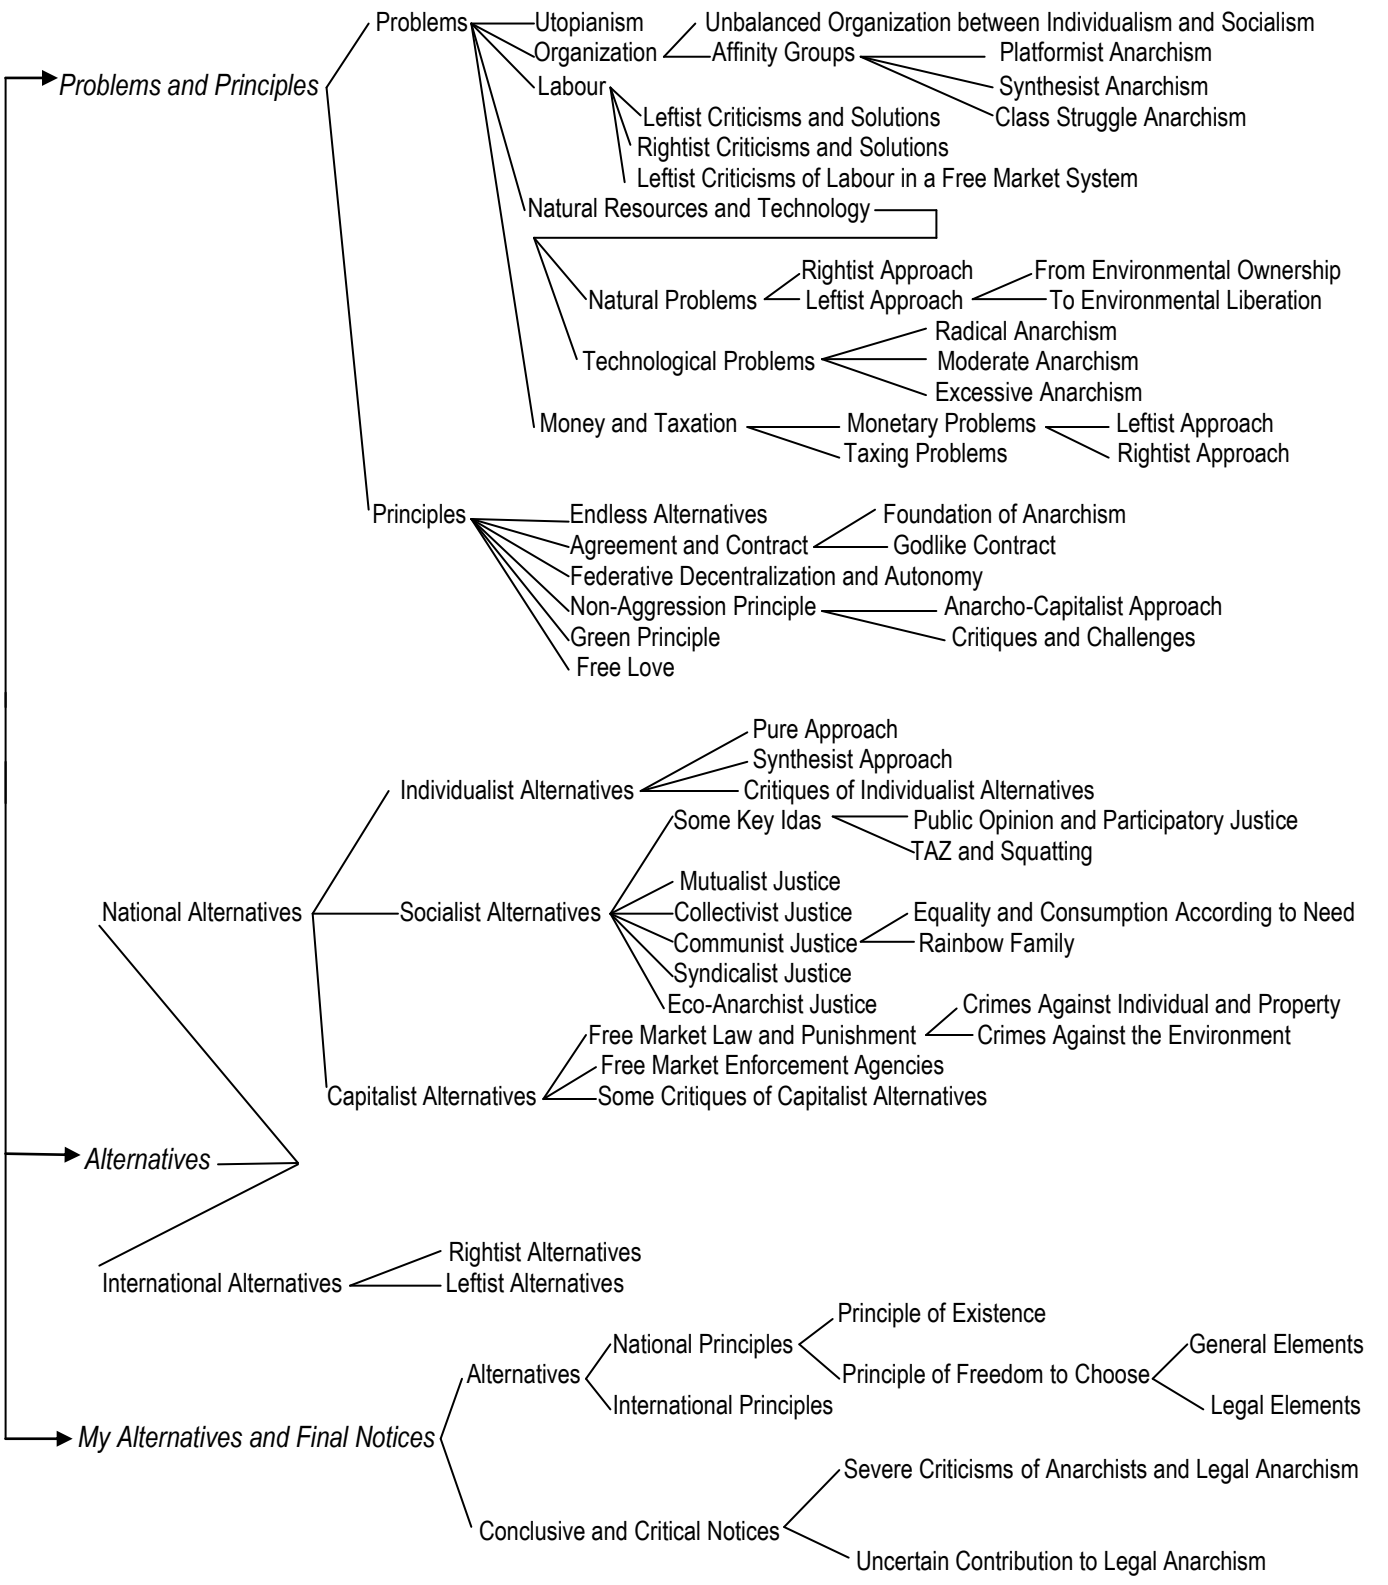 Problems
Utopianism
Unbalanced Organization between Individualism and Socialism
Organization
Affinity Groups
Platformist Anarchism
Problems and Principles
Labour
Synthesist Anarchism
Leftist Criticisms and Solutions
Class Struggle Anarchism
Rightist Criticisms and Solutions
Leftist Criticisms of Labour in a Free Market System
Natural Resources and Technology
Rightist Approach
From Environmental Ownership
Natural Problems
Leftist Approach
To Environmental Liberation
Radical Anarchism
Technological Problems
Moderate Anarchism
Excessive Anarchism
Money and Taxation
Monetary Problems
Leftist Approach
Taxing Problems
Rightist Approach
Principles
Endless Alternatives
Foundation of Anarchism
Agreement and Contract
Godlike Contract
Federative Decentralization and Autonomy
Non-Aggression Principle
Anarcho-Capitalist Approach
Green Principle
Critiques and Challenges
Free Love
Pure Approach
Synthesist Approach
Individualist Alternatives
Critiques of Individualist Alternatives
Some Key Idas
Public Opinion and Participatory Justice
TAZ and Squatting
Mutualist Justice
National Alternatives
Socialist Alternatives
Collectivist Justice
Equality and Consumption According to Need
Communist Justice
Rainbow Family
Syndicalist Justice
Eco-Anarchist Justice
Crimes Against Individual and Property
Free Market Law and Punishment
Crimes Against the Environment
Free Market Enforcement Agencies
Capitalist Alternatives
Some Critiques of Capitalist Alternatives
Alternatives
Rightist Alternatives
International Alternatives
Leftist Alternatives
Principle of Existence
National Principles
General Elements
Alternatives
Principle of Freedom to Choose
International Principles
Legal Elements
My Alternatives and Final Notices
Severe Criticisms of Anarchists and Legal Anarchism
Conclusive and Critical Notices
Uncertain Contribution to Legal Anarchism